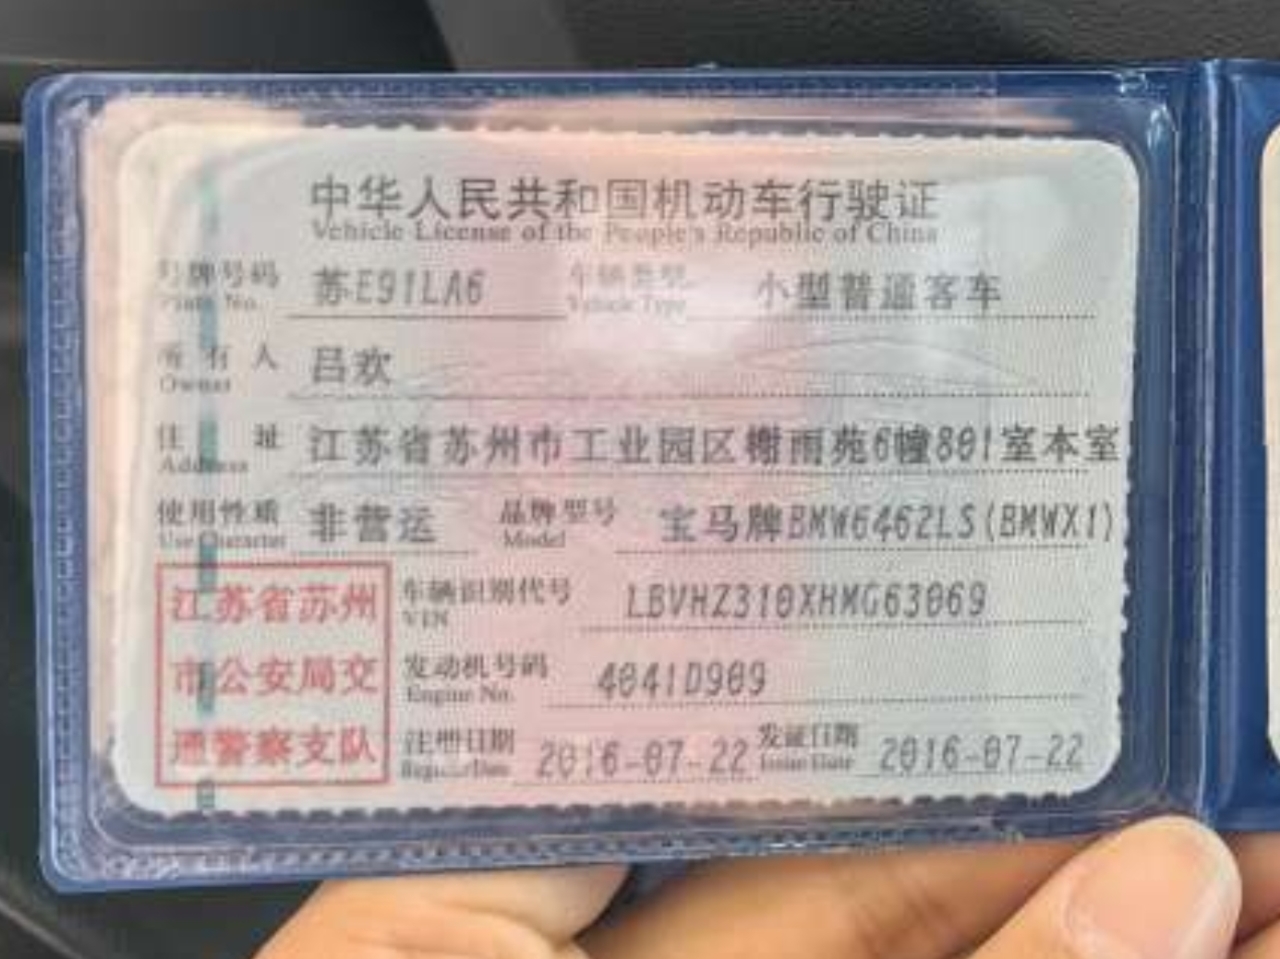 中华人民共和国机动车行驶证
Vehicle License of the People's Republic of China
号牌号码 苏E91LA6 车辆类型 小型普通客车
Plate No. Vehicle Type
所有人 吕欢
Owner
住址 江苏省苏州市工业园区榭雨苑6幢801室本室
Address
使用性质 非营运 品牌型号 宝马牌BMW6462LS(BMWX1)
Use Character Model
江苏省苏州
市公安局交
通警察支队
车辆识别代号 LBVHZ310XHMG63069
VIN
发动机号码 4041D909
Engine No.
注册日期 2016-07-22 发证日期 2016-07-22
Register Date Issue Date